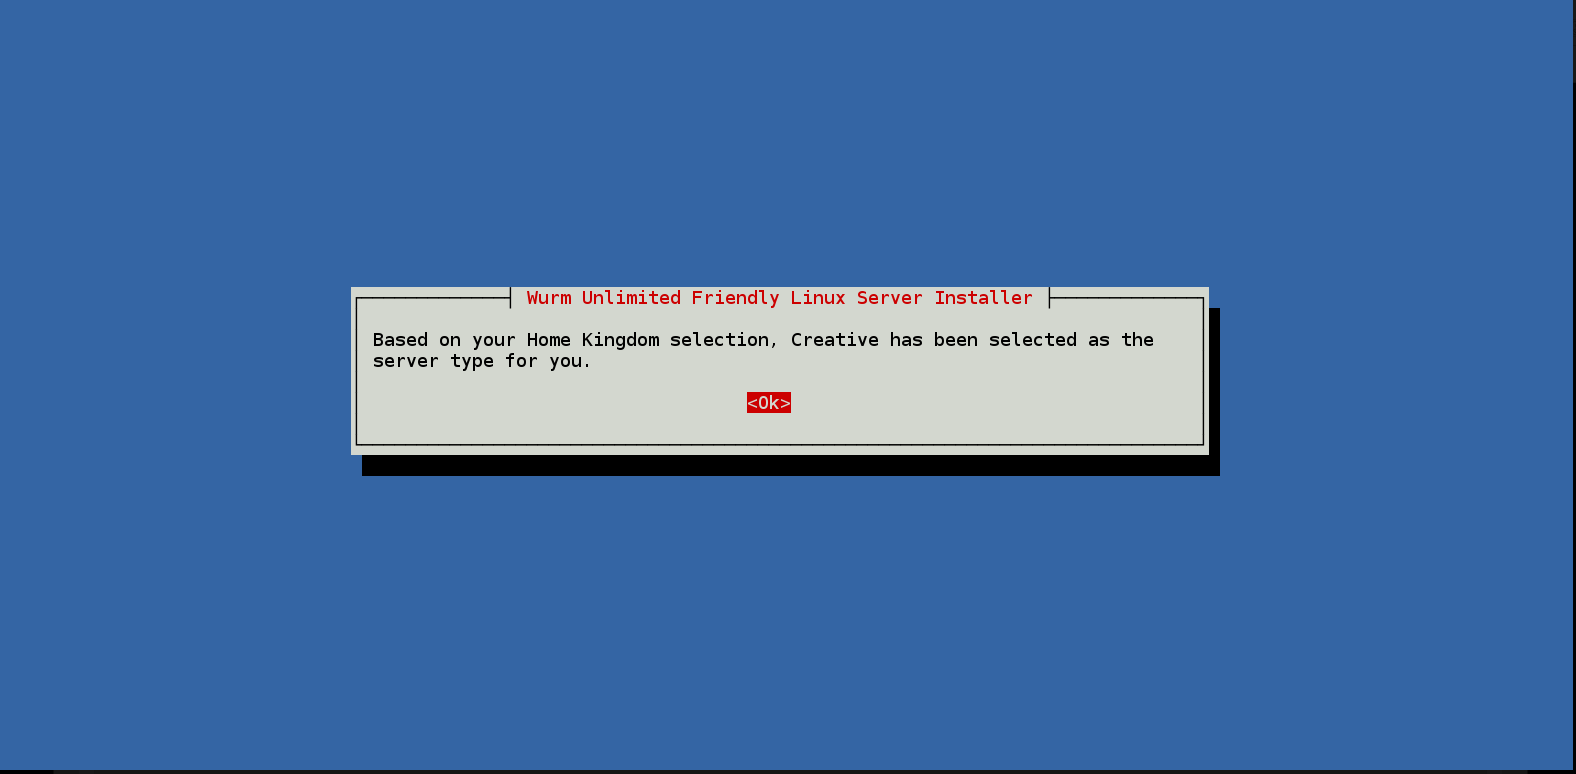 Wurm Unlimited Friendly Linux Server Installer
Based on your Home Kingdom selection, Creative has been selected as the
server type for you.
<Ok>